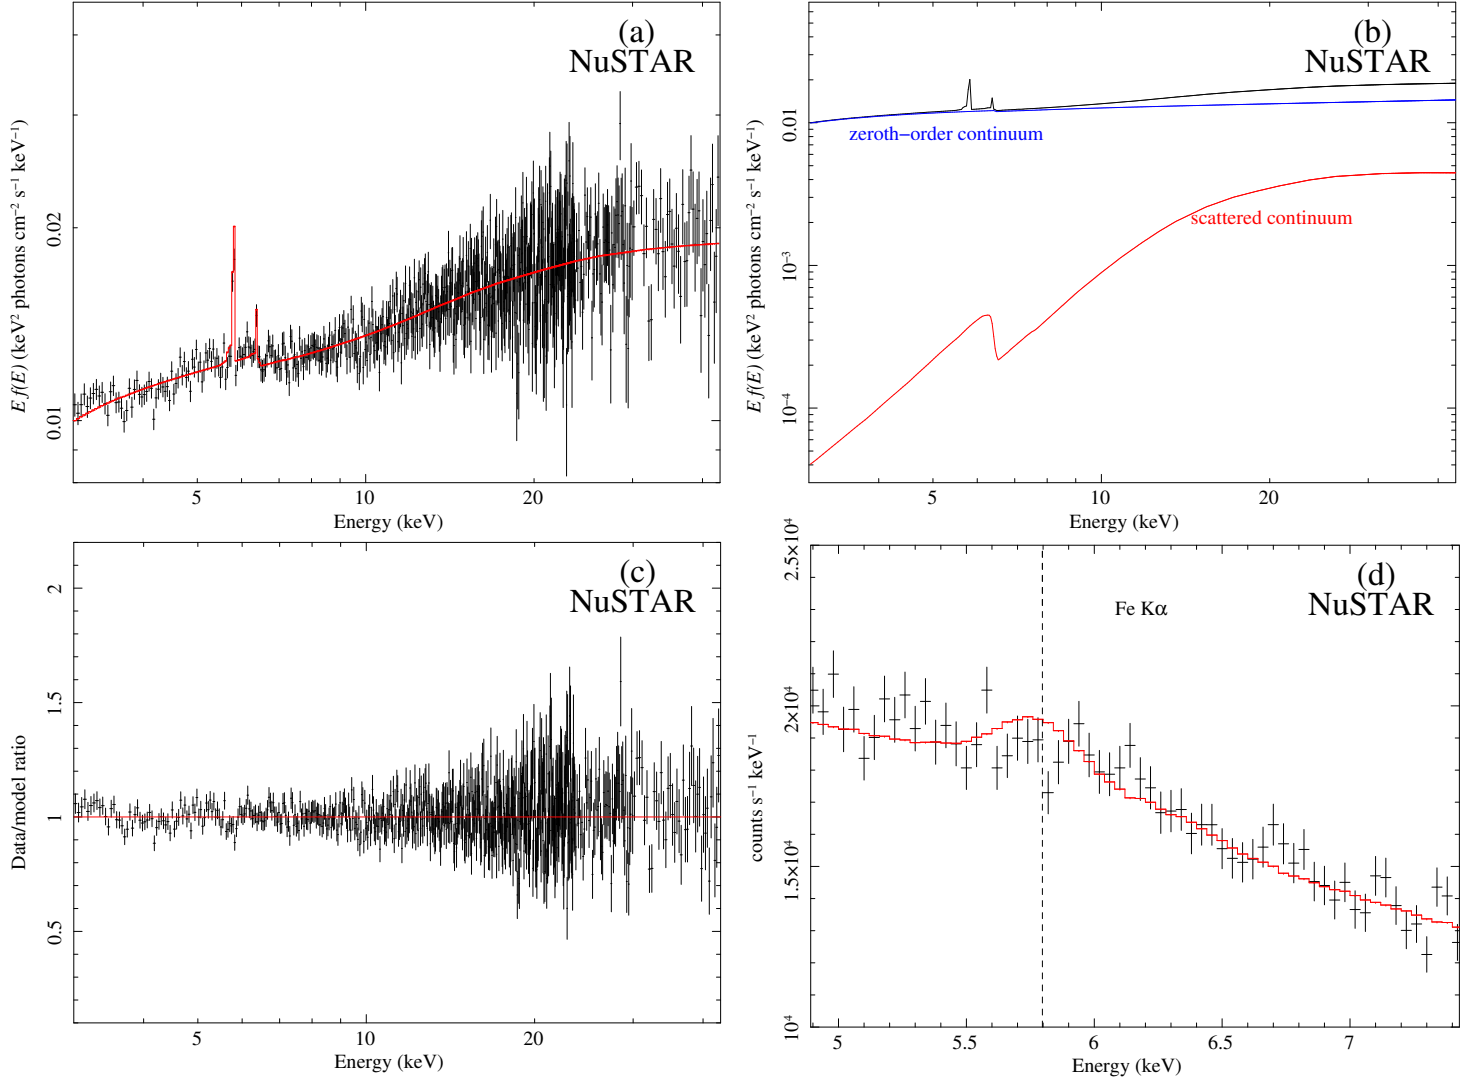 (a)
NuSTAR
E f(E) (keV² photons cm⁻² s⁻¹ keV⁻¹)
0.02
0.01
5
10
20
Energy (keV)
(b)
NuSTAR
E f(E) (keV² photons cm⁻² s⁻¹ keV⁻¹)
0.01
10⁻³
10⁻⁴
zeroth−order continuum
scattered continuum
5
10
20
Energy (keV)
(c)
NuSTAR
Data/model ratio
2
1.5
1
0.5
5
10
20
Energy (keV)
(d)
NuSTAR
Fe Kα
counts s⁻¹ keV⁻¹
2.5×10⁴
2×10⁴
1.5×10⁴
10⁴
5
5.5
6
6.5
7
Energy (keV)